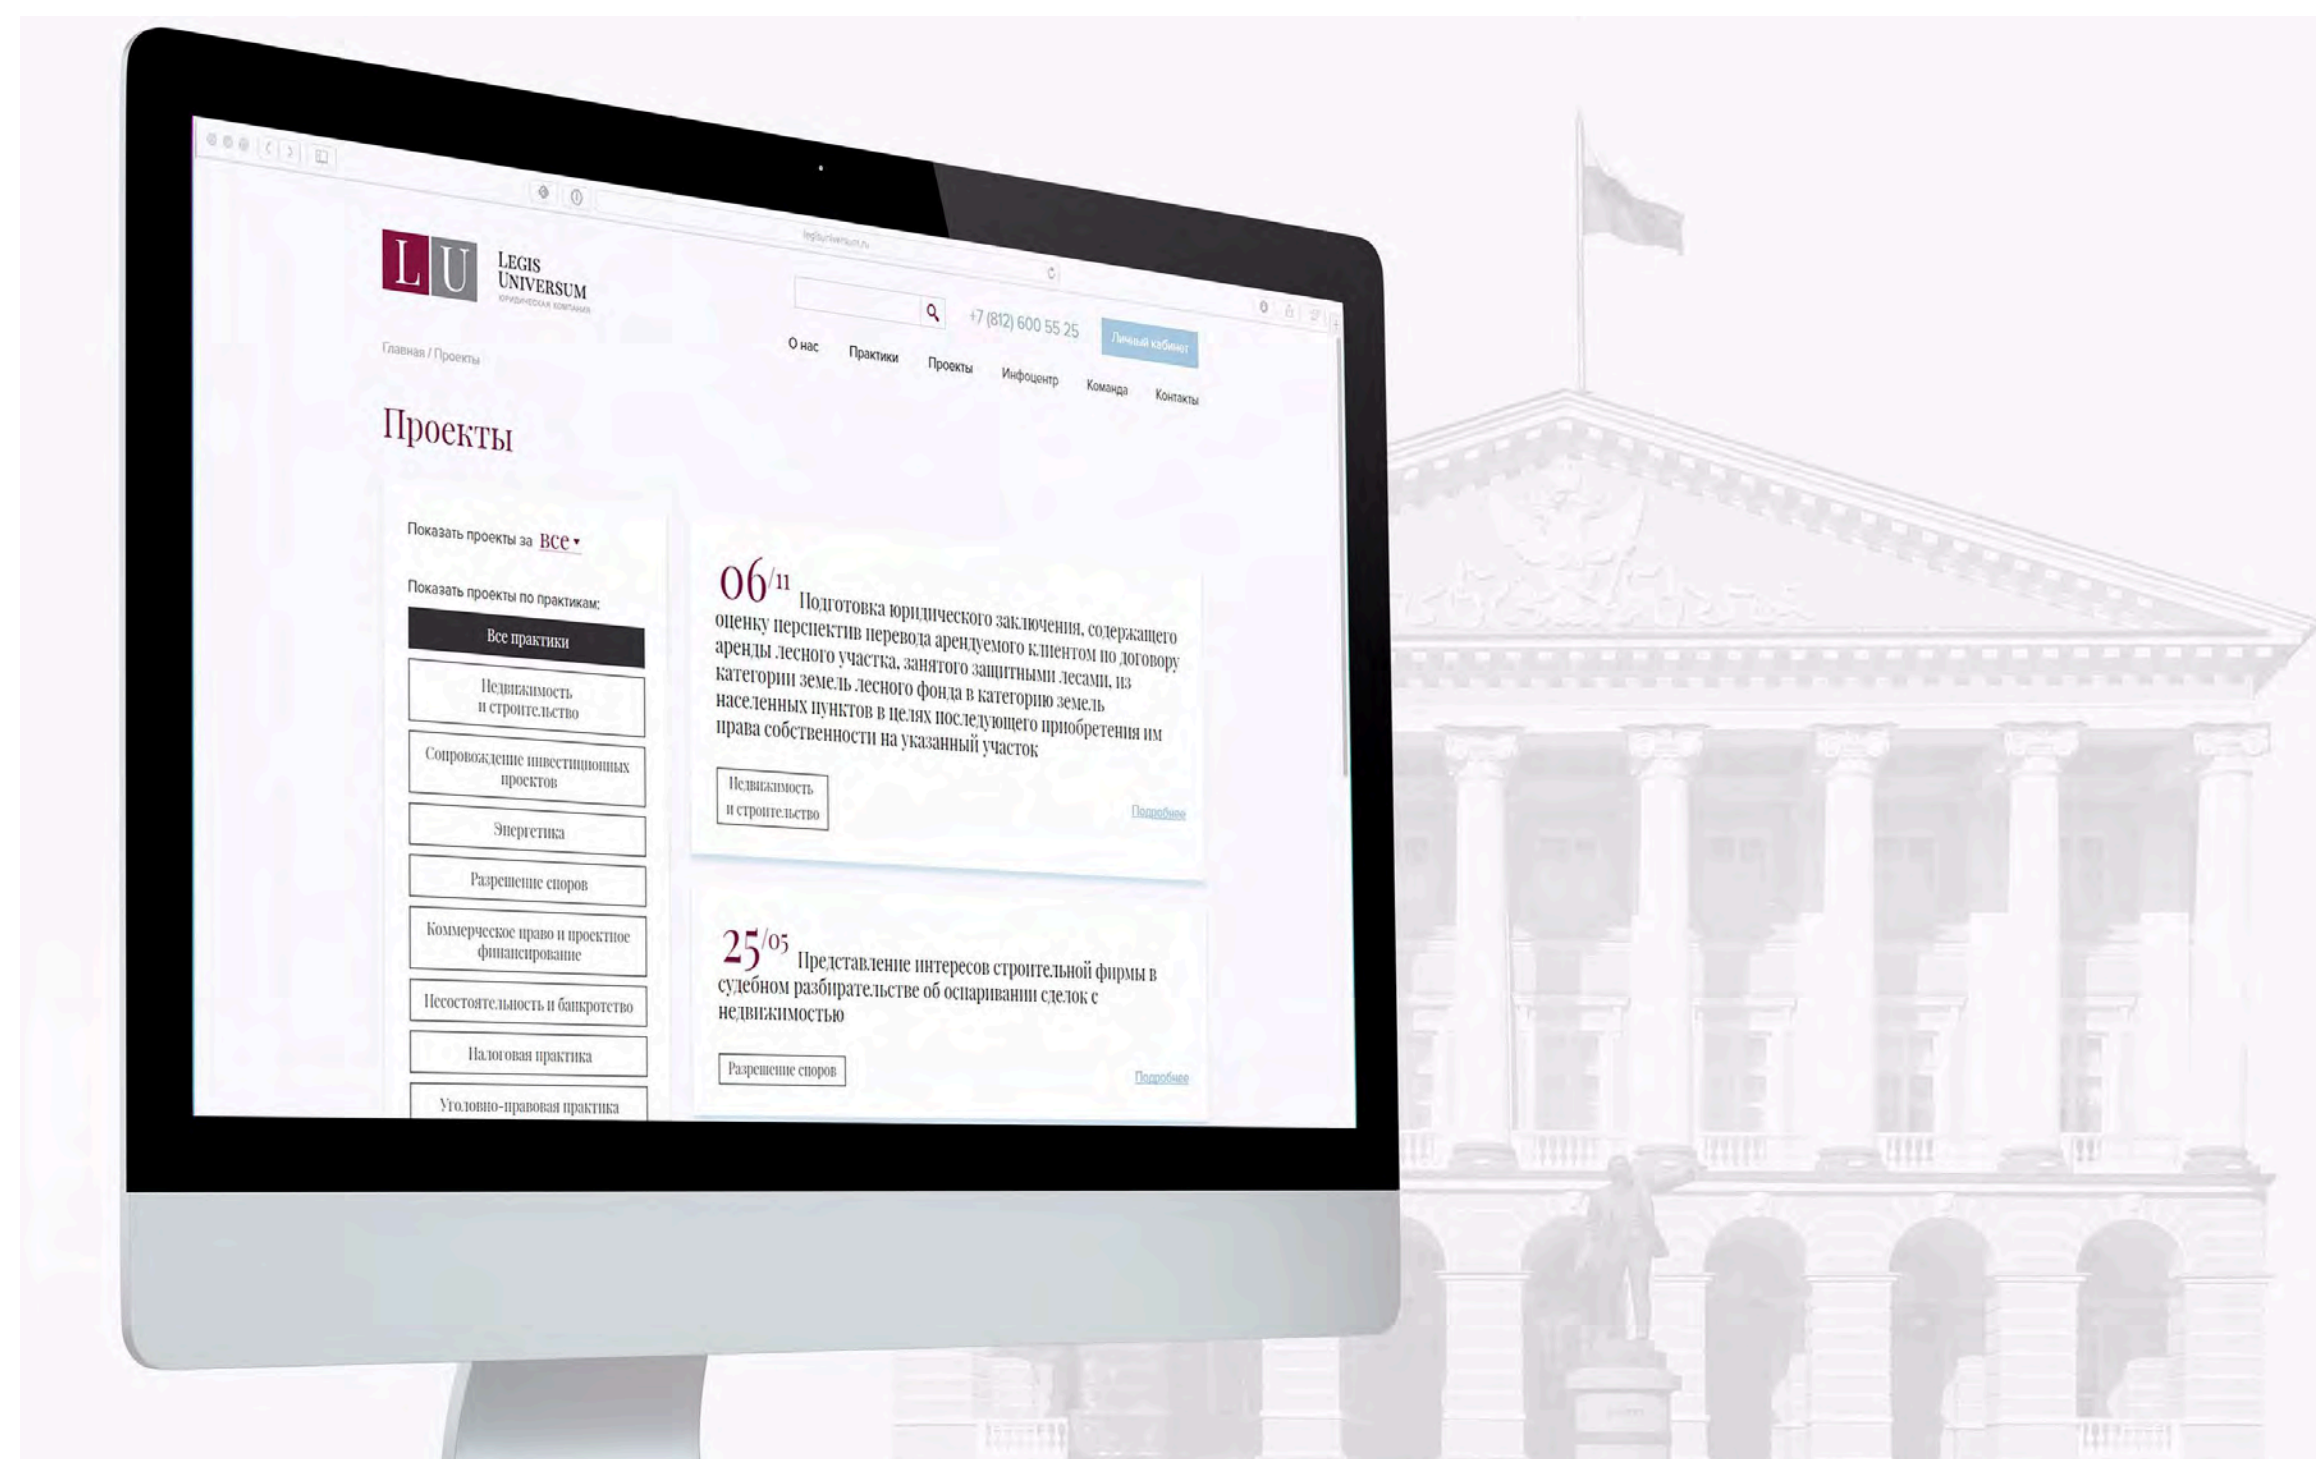 legisuniversum.ru
LU
LEGIS
UNIVERSUM
ЮРИДИЧЕСКАЯ КОМПАНИЯ
+7 (812) 600 55 25
Личный кабинет
О нас
Практики
Проекты
Инфоцентр
Команда
Контакты
Главная / Проекты
Проекты
Показать проекты за все
Показать проекты по практикам:
Все практики
Недвижимость
и строительство
Сопровождение инвестиционных
проектов
Энергетика
Разрешение споров
Коммерческое право и проектное
финансирование
Несостоятельность и банкротство
Налоговая практика
Уголовно-правовая практика
06/11 Подготовка юридического заключения, содержащего
оценку перспектив перевода арендуемого клиентом по договору
аренды лесного участка, занятого защитными лесами, из
категории земель лесного фонда в категорию земель
населенных пунктов в целях последующего приобретения им
права собственности на указанный участок
Недвижимость
и строительство
Подробнее
25/05 Представление интересов строительной фирмы в
судебном разбирательстве об оспаривании сделок с
недвижимостью
Разрешение споров
Подробнее